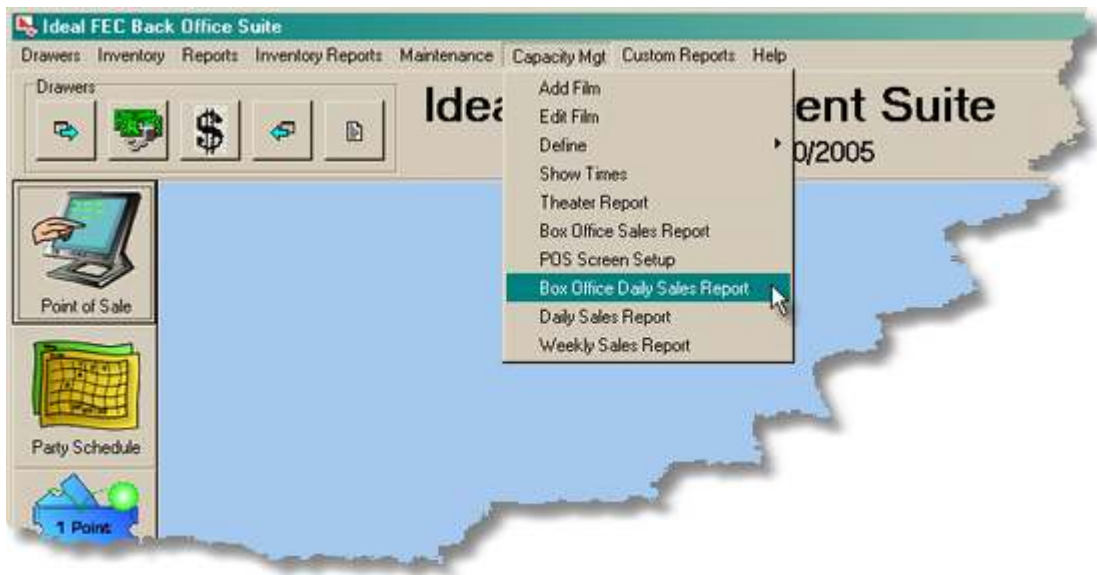 Ideal FEC Back Office Suite
Drawers Inventory Reports Inventory Reports Maintenance Capacity Mgt Custom Reports Help
Drawers
Idea ent Suite
0/2005
Add Film
Edit Film
Define
Show Times
Theater Report
Box Office Sales Report
POS Screen Setup
Box Office Daily Sales Report
Daily Sales Report
Weekly Sales Report
Point of Sale
Party Schedule
1 Point